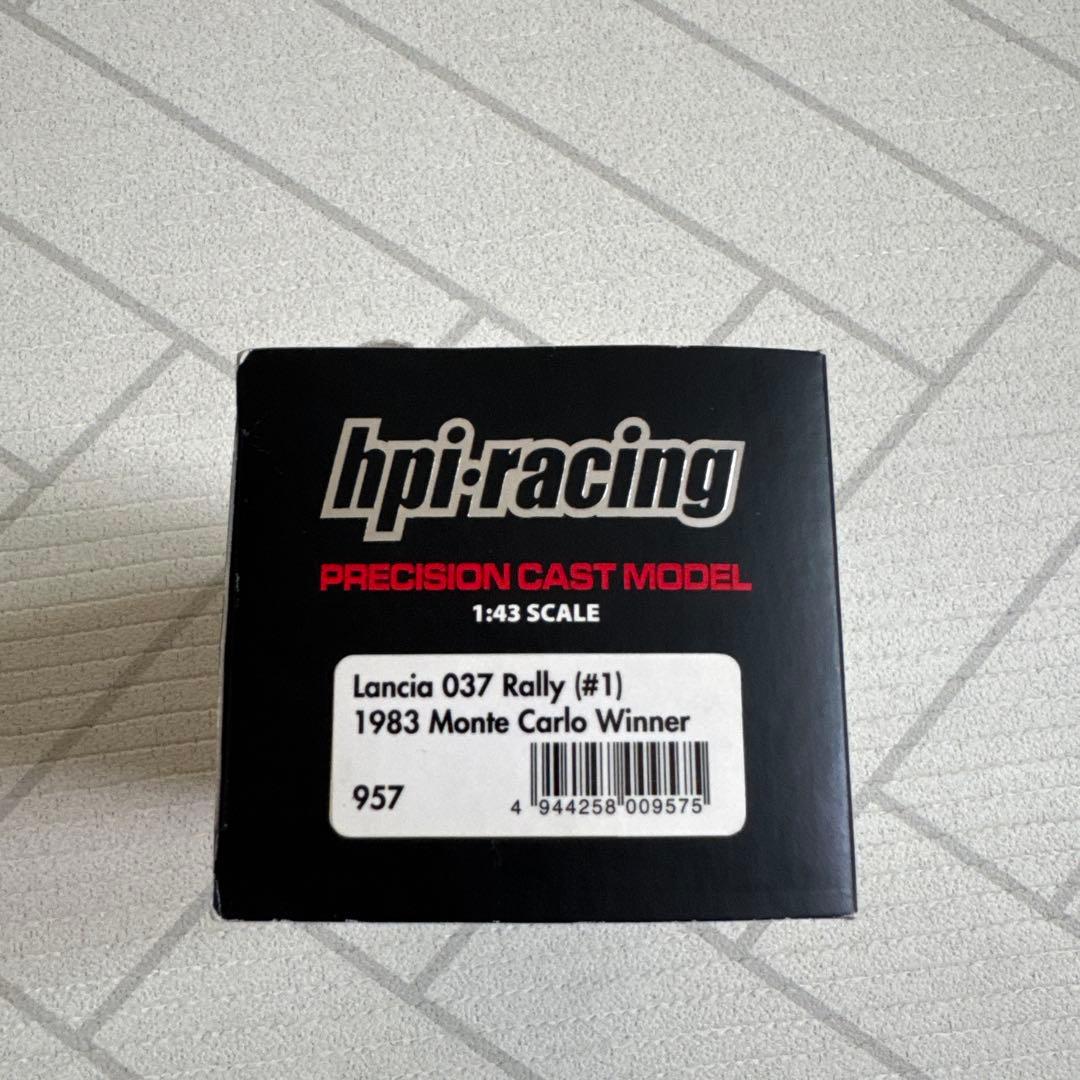 hpi·racing
PRECISION CAST MODEL
1:43 SCALE
Lancia 037 Rally (#1)
1983 Monte Carlo Winner
957
4 944258 009575